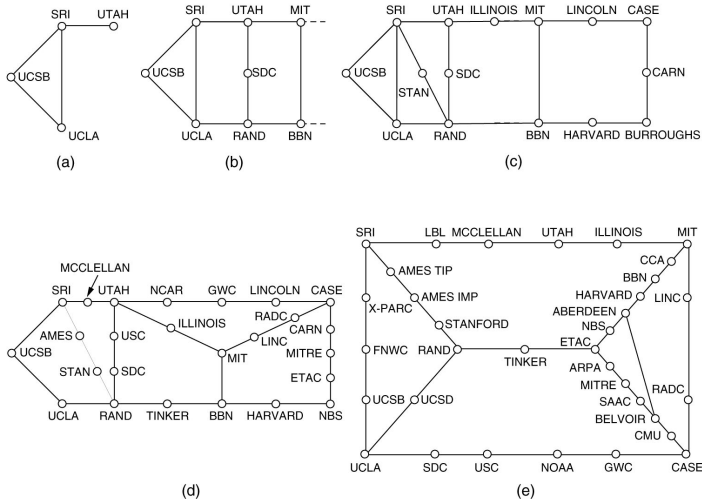 SRI UTAH
UCSB
UCLA
(a)
SRI UTAH MIT
UCSB SDC
UCLA RAND BBN
(b)
SRI UTAH ILLINOIS MIT LINCOLN CASE
UCSB SDC CARN
STAN
UCLA RAND BBN HARVARD BURROUGHS
(c)
MCCLELLAN
SRI UTAH NCAR GWC LINCOLN CASE
RADC
ILLINOIS CARN
AMES USC LINC
UCSB MIT MITRE
STAN SDC ETAC
UCLA RAND TINKER BBN HARVARD NBS
(d)
SRI LBL MCCLELLAN UTAH ILLINOIS MIT
CCA
AMES TIP BBN
AMES IMP HARVARD LINC
X-PARC ABERDEEN
STANFORD NBS
ETAC
FNWC RAND
TINKER ARPA
MITRE
UCSB UCSD SAAC RADC
BELVOIR
CMU
UCLA SDC USC NOAA GWC CASE
(e)